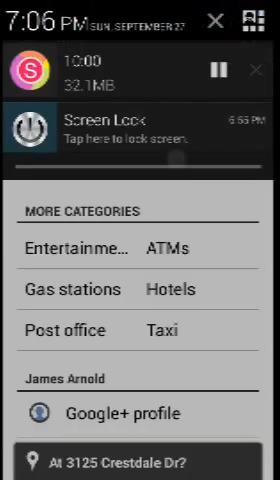 7:06 PM SUN, SEPTEMBER 27
S
10:00
32.1MB
Screen Lock 6:55 PM
Tap here to lock screen.
MORE CATEGORIES
Entertainme... ATMs
Gas stations Hotels
Post office Taxi
James Arnold
Google+ profile
At 3125 Crestdale Dr?